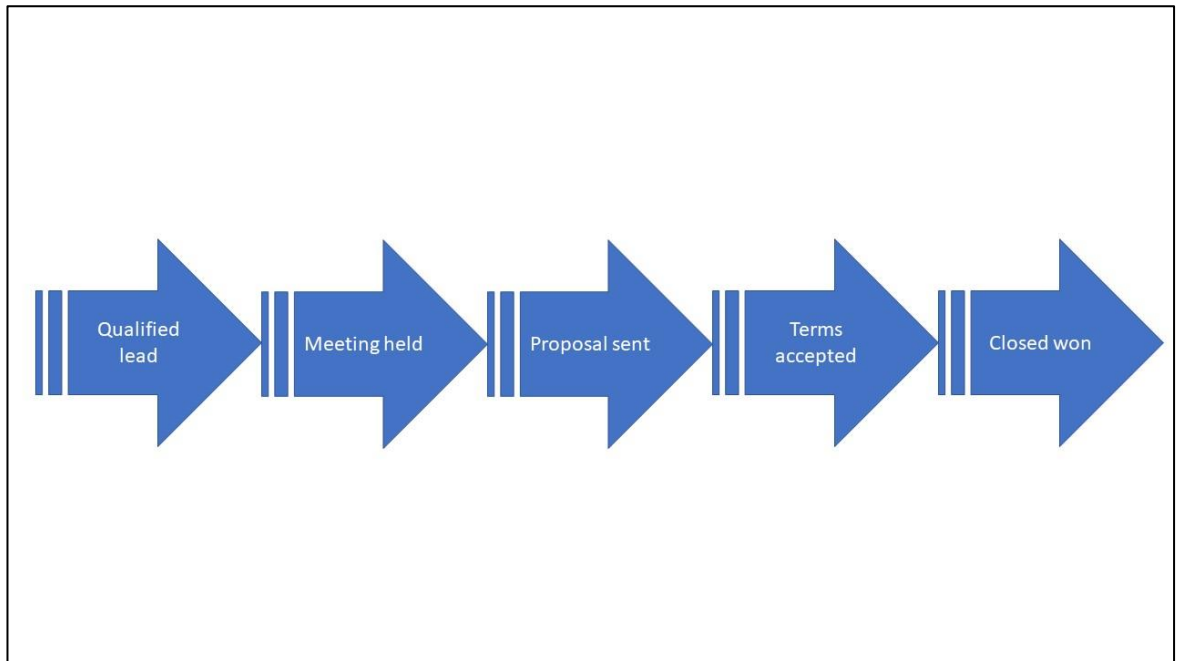 Qualified
lead
Meeting held
Proposal sent
Terms
accepted
Closed won